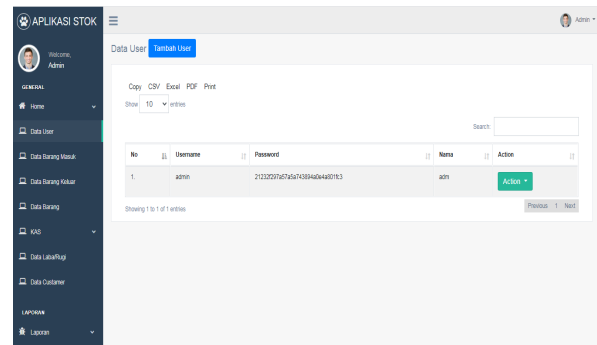 APLIKASI STOK
Admin
Welcome,
Admin
Data User Tambah User
GENERAL
Home
Data User
Data Barang Masuk
Data Barang Keluar
Data Barang
KAS
Data Laba/Rugi
Data Custamer
LAPORAN
Laporan
Copy CSV Excel PDF Print
Show 10 entries
Search:
No Username Password Nama Action
1. admin 21232f297a57a5a743894a0e4a801fc3 adm Action
Showing 1 to 1 of 1 entries
Previous 1 Next